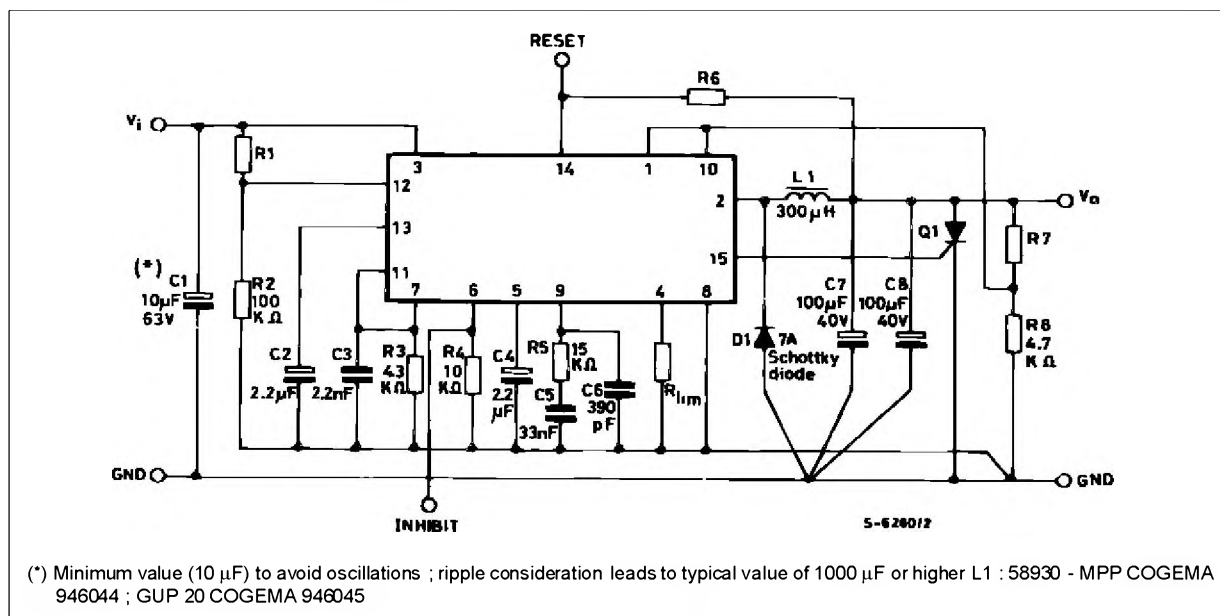 RESET
R6
Vi
R1
3
14
1
10
12
2
L1
300µH
Vo
13
Q1
R7
15
(*)
C1
10µF
63V
R2
100
KΩ
11
7
6
5
9
4
8
C7
100µF
40V
C8
100µF
40V
R8
4.7
KΩ
C2
2.2µF
C3
2.2nF
R3
43
KΩ
R4
10
KΩ
C4
2.2
µF
R5
15
KΩ
C5
33nF
C6
390
pF
Rlim
D1
7A
Schottky
diode
GND
GND
INHIBIT
S-6260/2
(*) Minimum value (10 µF) to avoid oscillations ; ripple consideration leads to typical value of 1000 µF or higher L1 : 58930 - MPP COGEMA
946044 ; GUP 20 COGEMA 946045